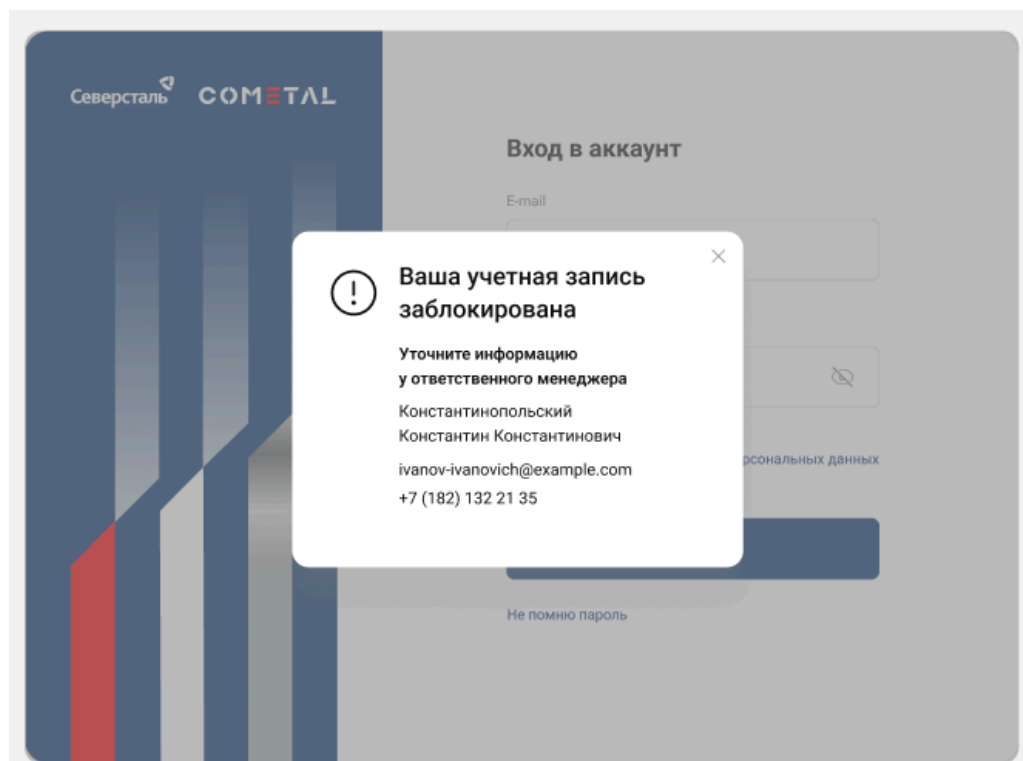 Северсталь COMETAL
Вход в аккаунт
E-mail
Ваша учетная запись
заблокирована
Уточните информацию
у ответственного менеджера
Константинопольский
Константин Константинович
ivanov-ivanovich@example.com
+7 (182) 132 21 35
данных
Не помню пароль